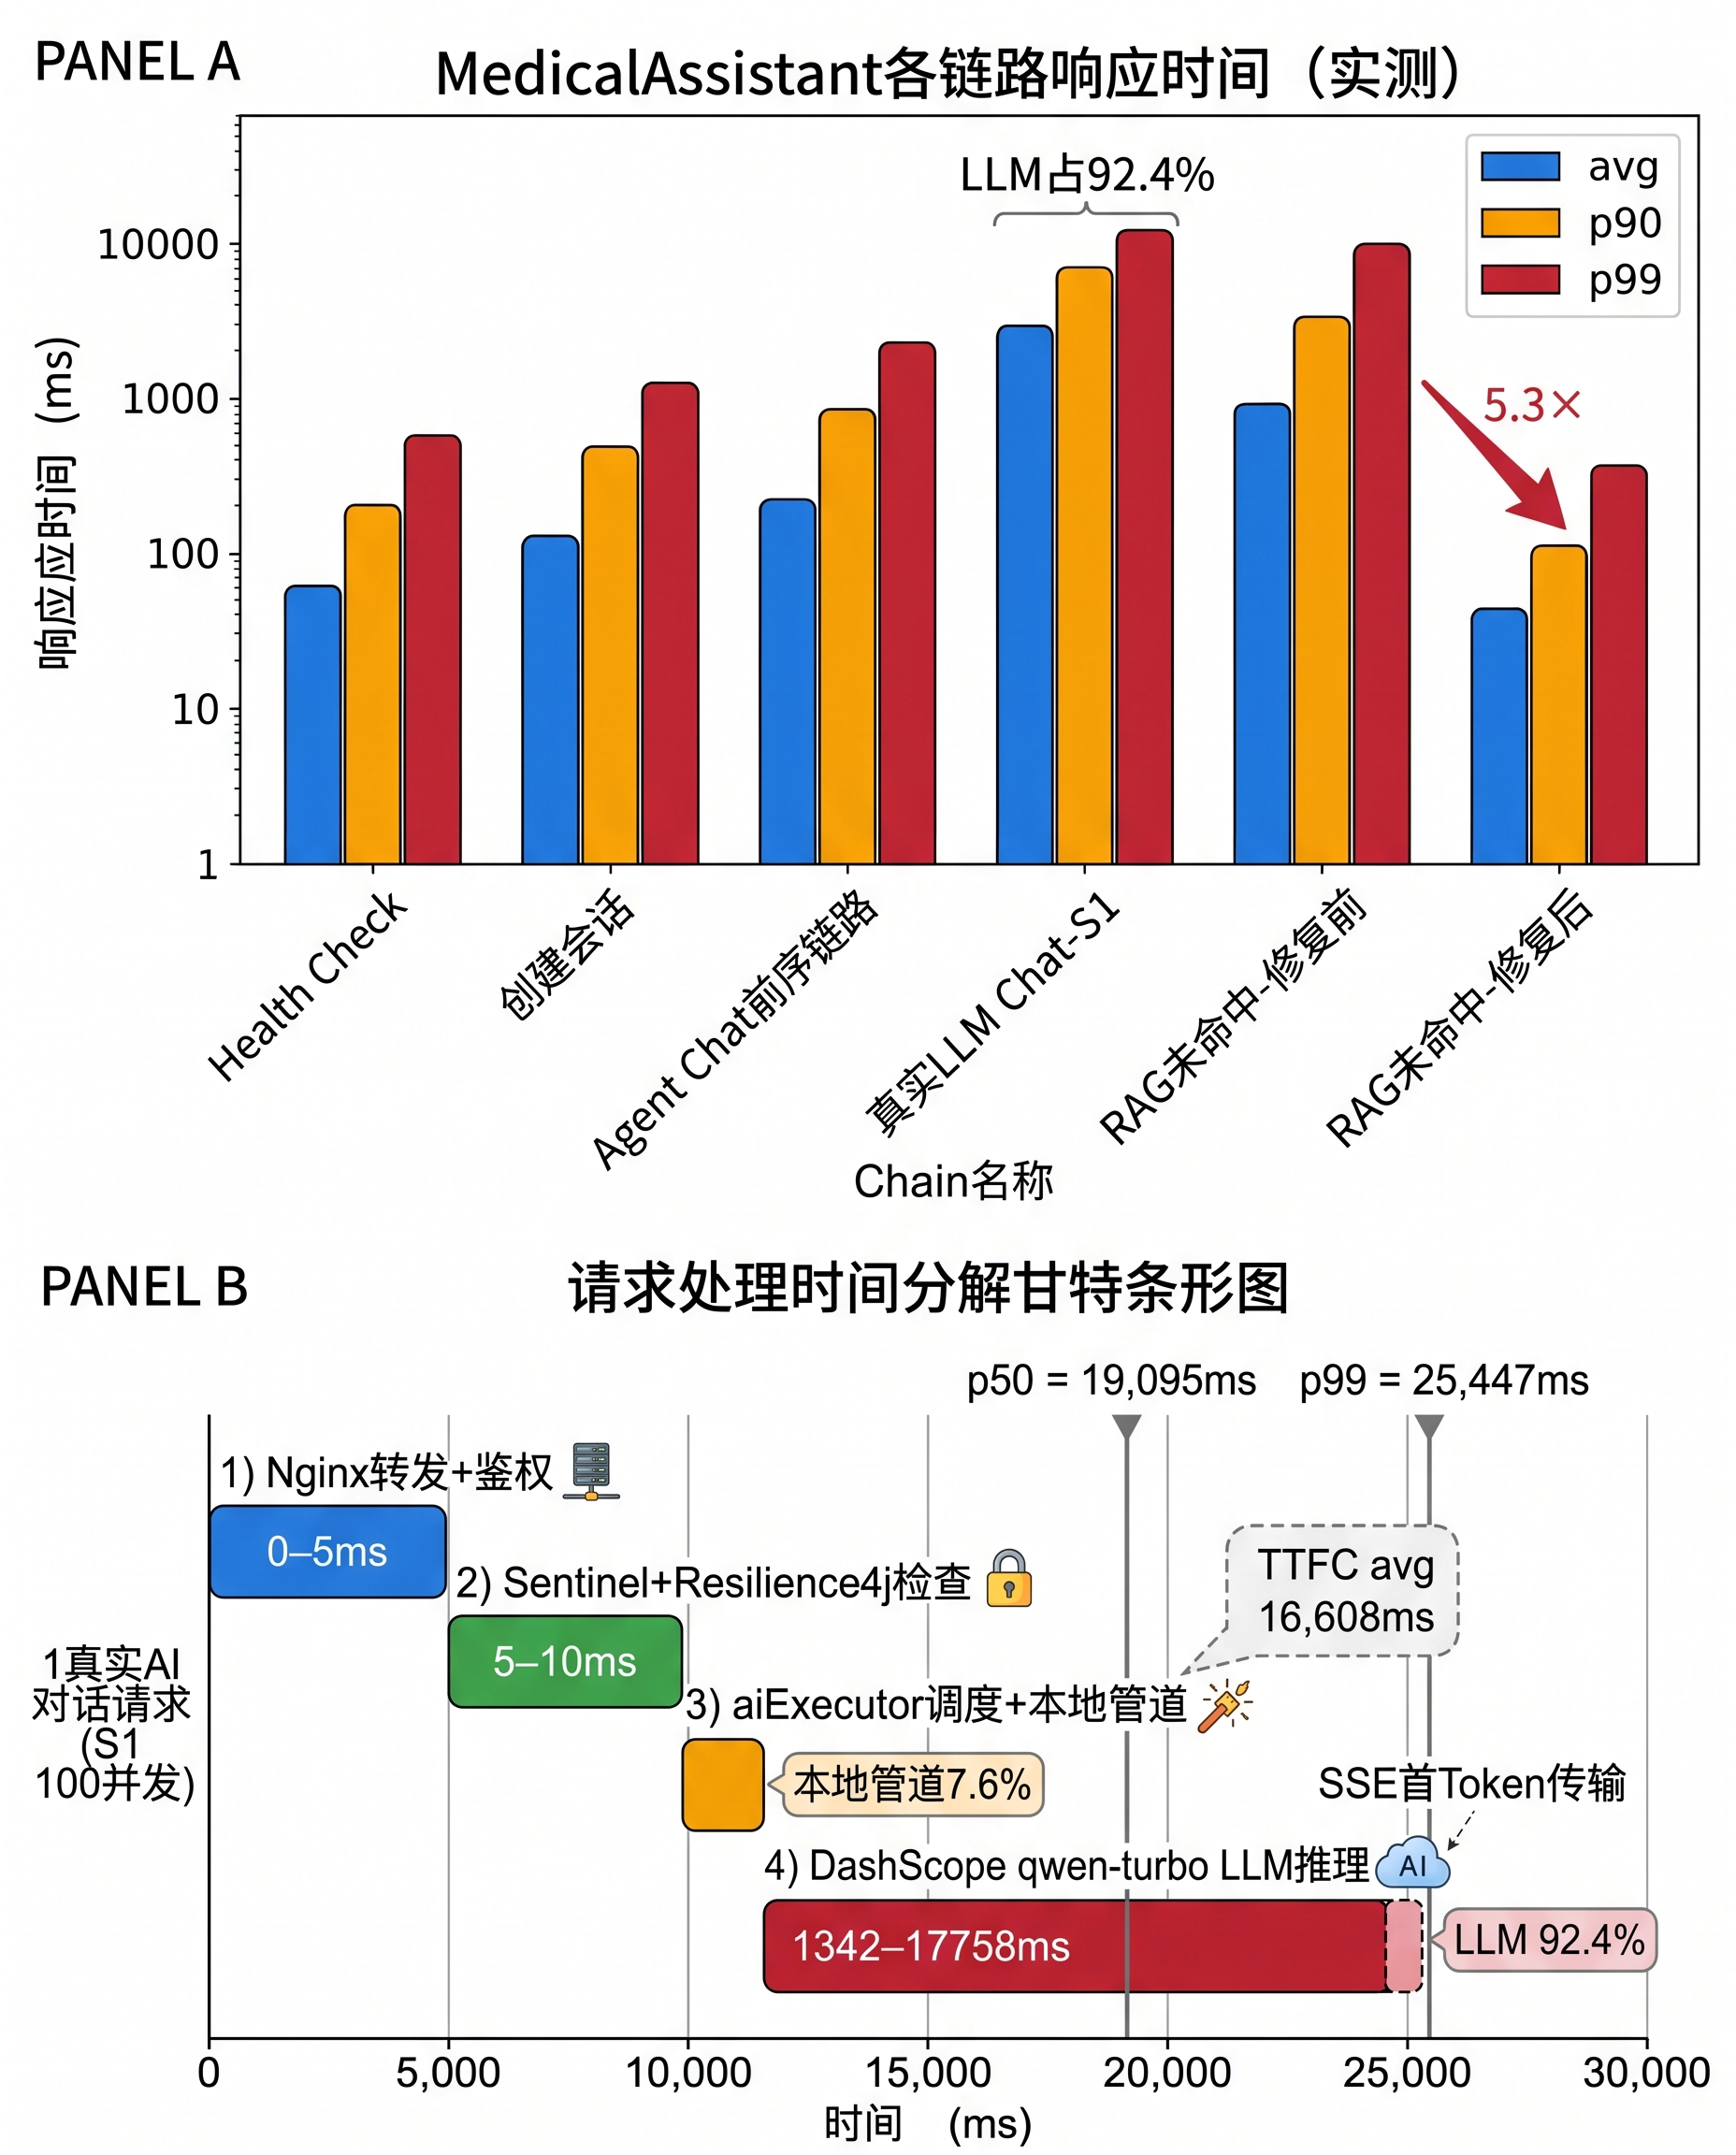 PANEL A
MedicalAssistant各链路响应时间（实测）
LLM占92.4%
avg
p90
p99
10000
1000
100
10
1
响应应时间 (ms)
5.3×
Health Check
创建会话
Agent Chat前序链路
真实LLM Chat-S1
RAG未命中-修复前
RAG未命中-修复后
Chain名称
PANEL B
请求处理时间分解甘特条形图
p50 = 19,095ms
p99 = 25,447ms
1) Nginx转发+鉴权
0–5ms
2) Sentinel+Resilience4j检查
5–10ms
TTFC avg
16,608ms
1真实AI
对话请求
(S1
100并发)
3) aiExecutor调度+本地管道
本地管道7.6%
SSE首Token传输
4) DashScope qwen-turbo LLM推理
AI
1342–17758ms
LLM 92.4%
0
5,000
10,000
15,000
20,000
25,000
30,000
时间 (ms)